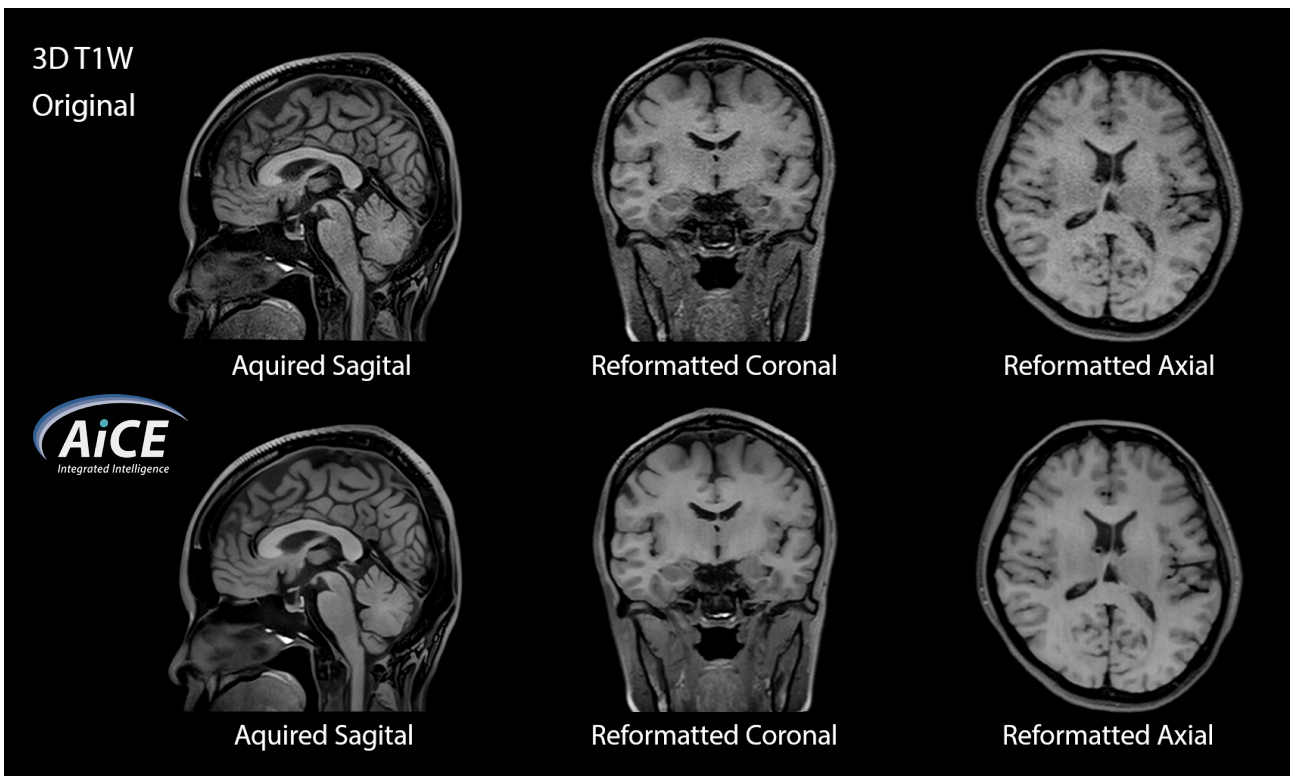 3D T1W
Original
Aquired Sagital
Reformatted Coronal
Reformatted Axial
AiCE
Integrated Intelligence
Aquired Sagital
Reformatted Coronal
Reformatted Axial